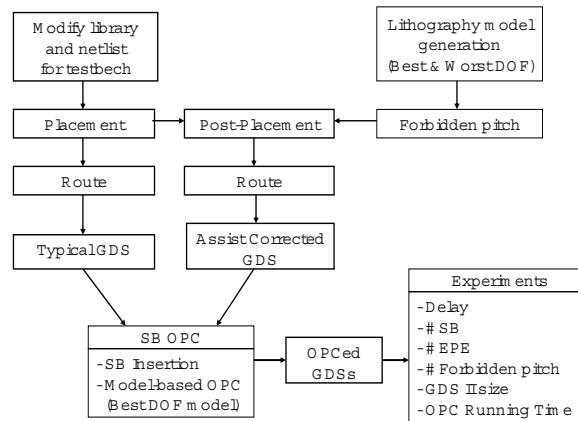 Modify library
and netlist
for testbech
Lithography model
generation
(Best & Worst DOF)
Placement
Post-Placement
Forbidden pitch
Route
Route
Typical GDS
Assist Corrected
GDS
SB OPC
-SB Insertion
-Model-based OPC
(Best DOF model)
OPCed
GDSs
Experiments
-Delay
-# SB
-# EPE
-# Forbidden pitch
-GDS II size
-OPC Running Time